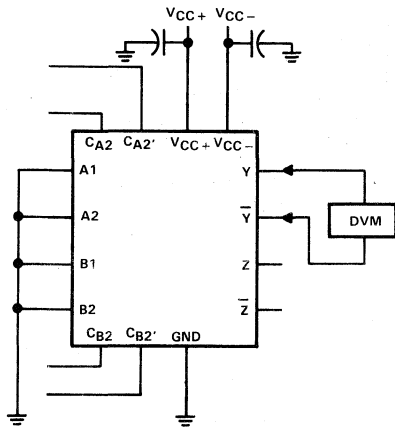 VCC+ VCC−
CA2 CA2' VCC+ VCC−
A1 Y
A2 Y̅
DVM
B1 Z
B2 Z̅
CB2 CB2' GND